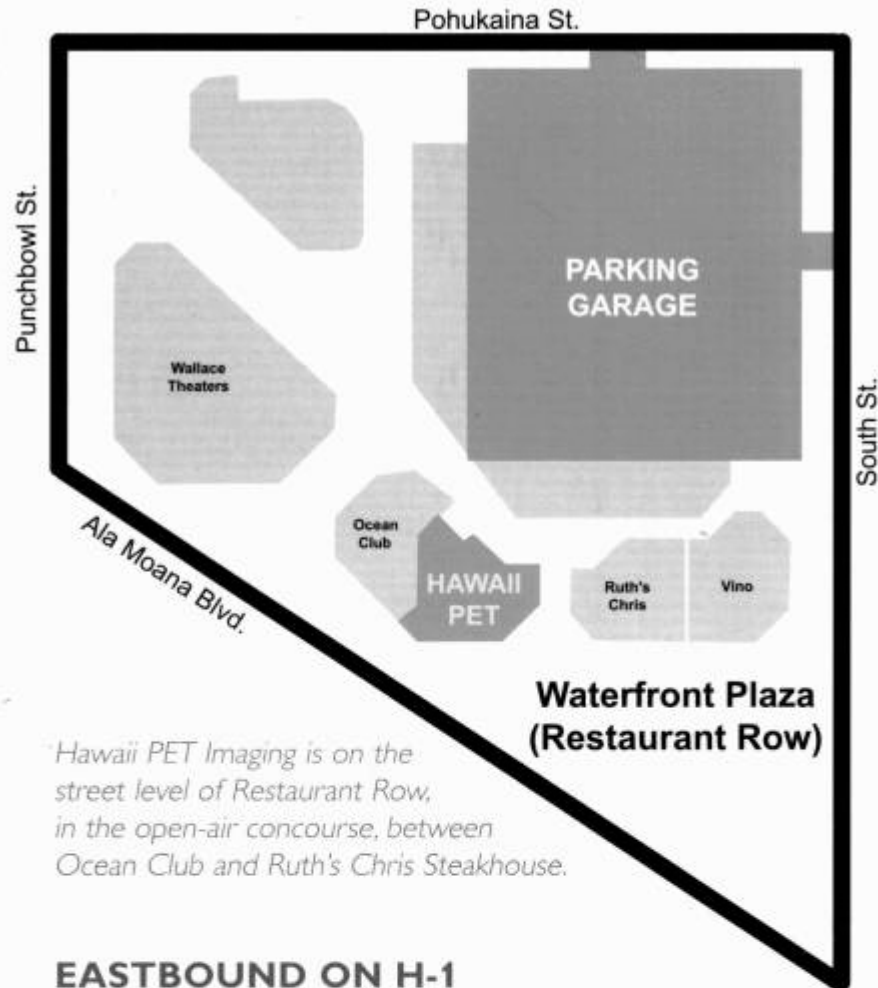 Pohukaina St.
Punchbowl St.
PARKING
GARAGE
Wallace
Theaters
South St.
Ala Moana Blvd.
Ocean
Club
HAWAII
PET
Ruth's
Chris
Vino
Waterfront Plaza
(Restaurant Row)
Hawaii PET Imaging is on the
street level of Restaurant Row,
in the open-air concourse, between
Ocean Club and Ruth's Chris Steakhouse.
EASTBOUND ON H-1